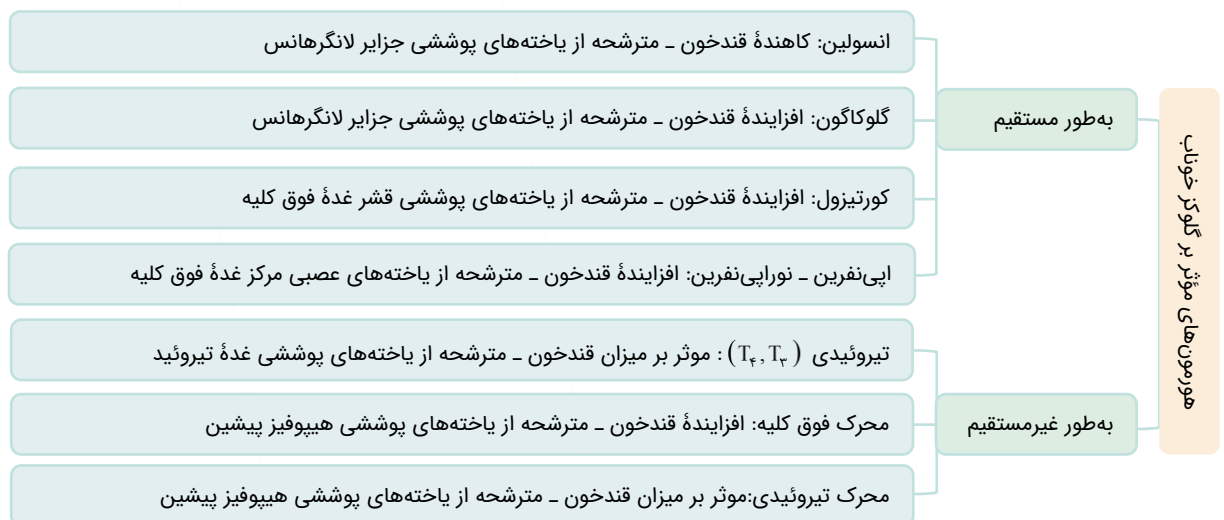 هورمون‌های مؤثر بر گلوکز خوناب
به‌طور مستقیم
انسولین: کاهندهٔ قندخون ـ مترشحه از یاخته‌های پوششی جزایر لانگرهانس
گلوکاگون: افزایندهٔ قندخون ـ مترشحه از یاخته‌های پوششی جزایر لانگرهانس
کورتیزول: افزایندهٔ قندخون ـ مترشحه از یاخته‌های پوششی قشر غدهٔ فوق کلیه
اپی‌نفرین ـ نوراپی‌نفرین: افزایندهٔ قندخون ـ مترشحه از یاخته‌های عصبی مرکز غدهٔ فوق کلیه
به‌طور غیرمستقیم
تیروئیدی (T₄, T₃): موثر بر میزان قندخون ـ مترشحه از یاخته‌های پوششی غدهٔ تیروئید
محرک فوق کلیه: افزایندهٔ قندخون ـ مترشحه از یاخته‌های پوششی هیپوفیز پیشین
محرک تیروئیدی:موثر بر میزان قندخون ـ مترشحه از یاخته‌های پوششی هیپوفیز پیشین